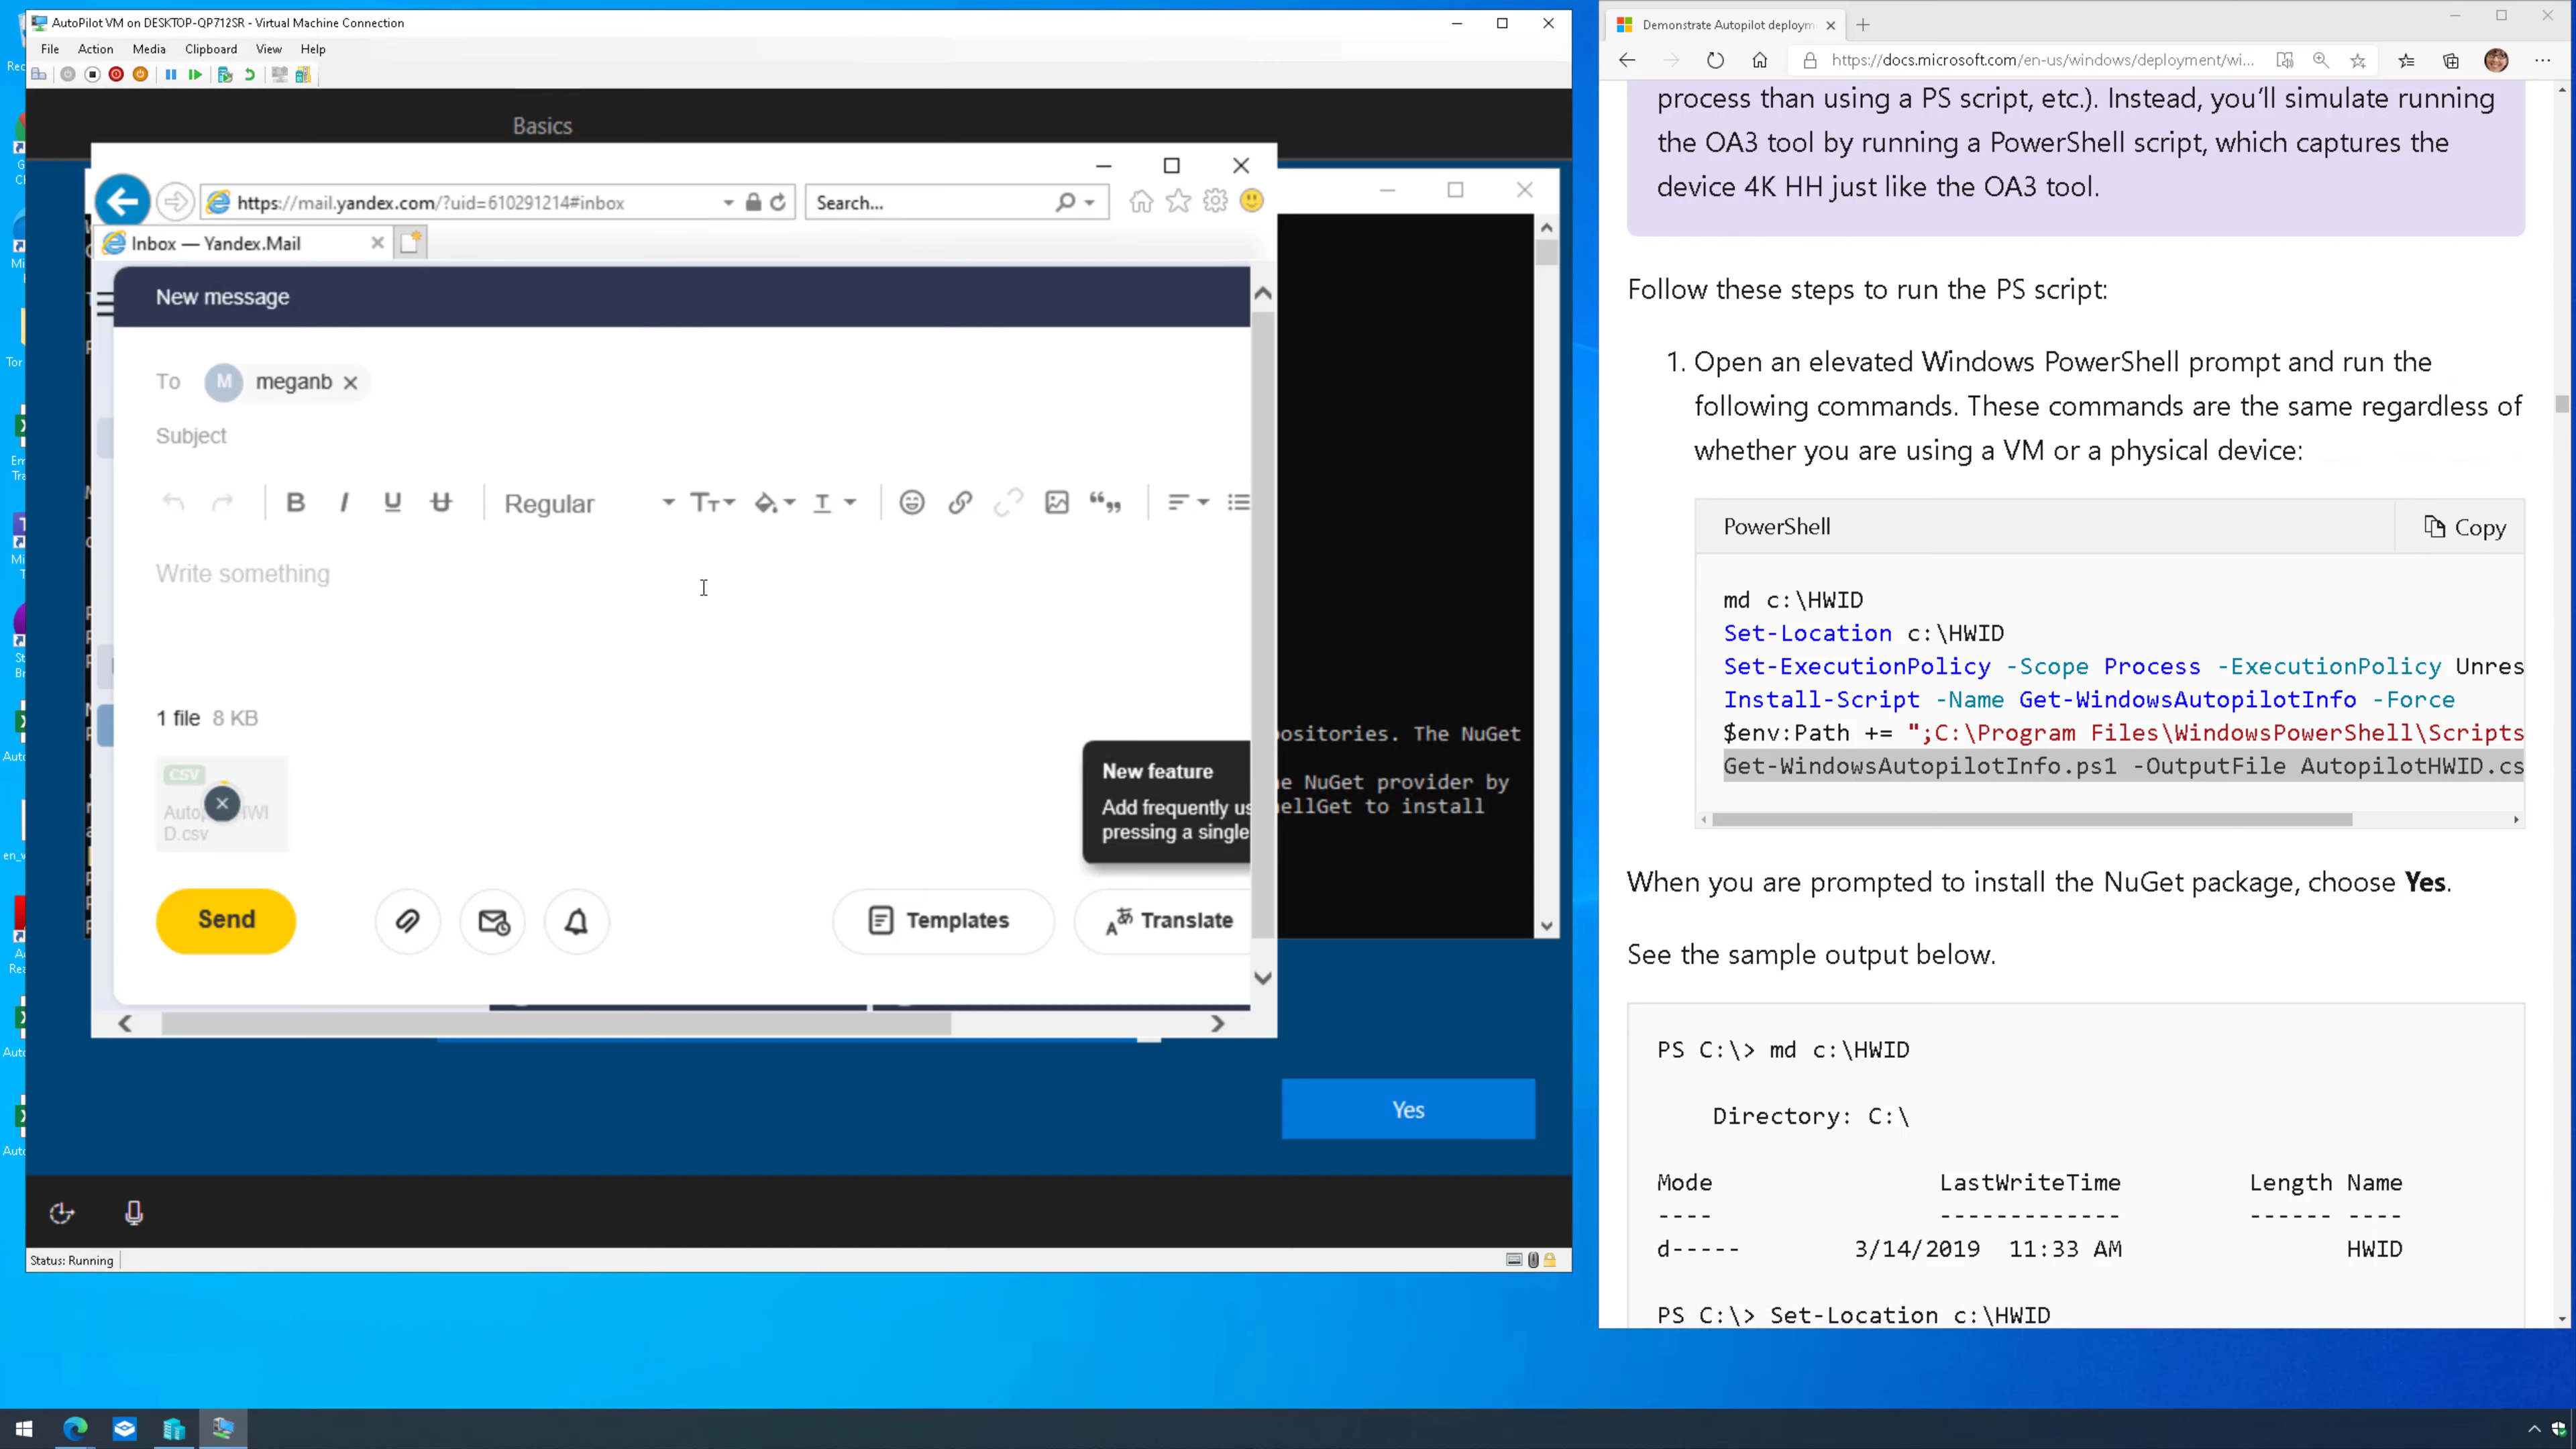 AutoPilot VM on DESKTOP-QP712SR - Virtual Machine Connection
File Action Media Clipboard View Help
Basics
https://mail.yandex.com/?uid=610291214#inbox
Search...
Inbox — Yandex.Mail
New message
To M meganb
Subject
B I U Regular
Write something
1 file 8 KB
CSV
D.csv
New feature
Add frequently us
pressing a single
Send
Templates
Translate
ositories. The NuGet
e NuGet provider by
ellGet to install
Yes
Status: Running
Demonstrate Autopilot deploym
https://docs.microsoft.com/en-us/windows/deployment/wi...
process than using a PS script, etc.). Instead, you'll simulate running
the OA3 tool by running a PowerShell script, which captures the
device 4K HH just like the OA3 tool.
Follow these steps to run the PS script:
1. Open an elevated Windows PowerShell prompt and run the
following commands. These commands are the same regardless of
whether you are using a VM or a physical device:
PowerShell
Copy
md c:\HWID
Set-Location c:\HWID
Set-ExecutionPolicy -Scope Process -ExecutionPolicy Unres
Install-Script -Name Get-WindowsAutopilotInfo -Force
$env:Path += ";C:\Program Files\WindowsPowerShell\Scripts
Get-WindowsAutopilotInfo.ps1 -OutputFile AutopilotHWID.cs
When you are prompted to install the NuGet package, choose Yes.
See the sample output below.
PS C:\> md c:\HWID
Directory: C:\
Mode LastWriteTime Length Name
---- ------------- ------ ----
d----- 3/14/2019 11:33 AM HWID
PS C:\> Set-Location c:\HWID